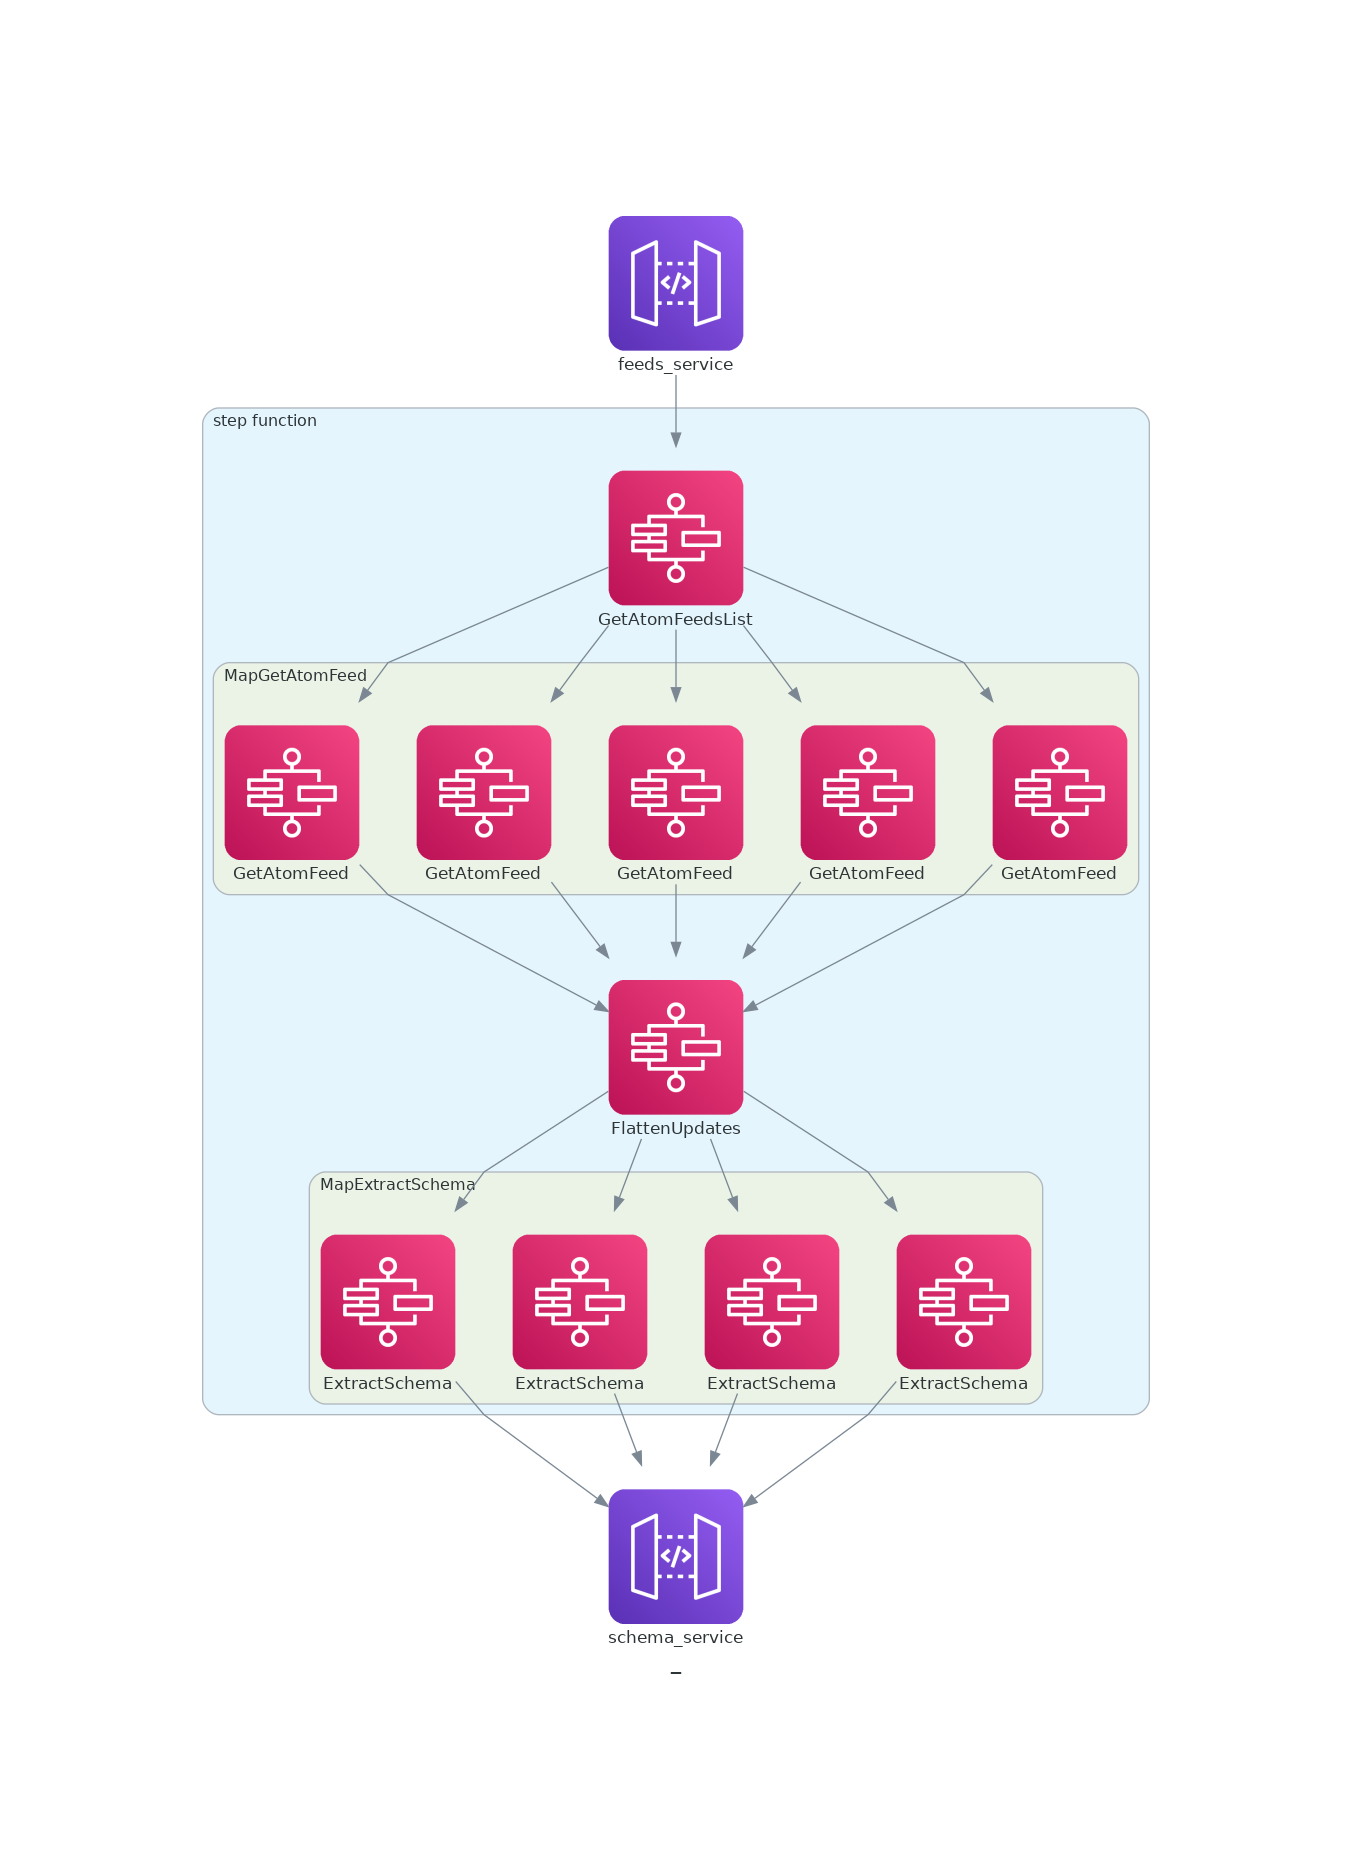 feeds_service
step function
GetAtomFeedsList
MapGetAtomFeed
GetAtomFeed
GetAtomFeed
GetAtomFeed
GetAtomFeed
GetAtomFeed
FlattenUpdates
MapExtractSchema
ExtractSchema
ExtractSchema
ExtractSchema
ExtractSchema
schema_service
_